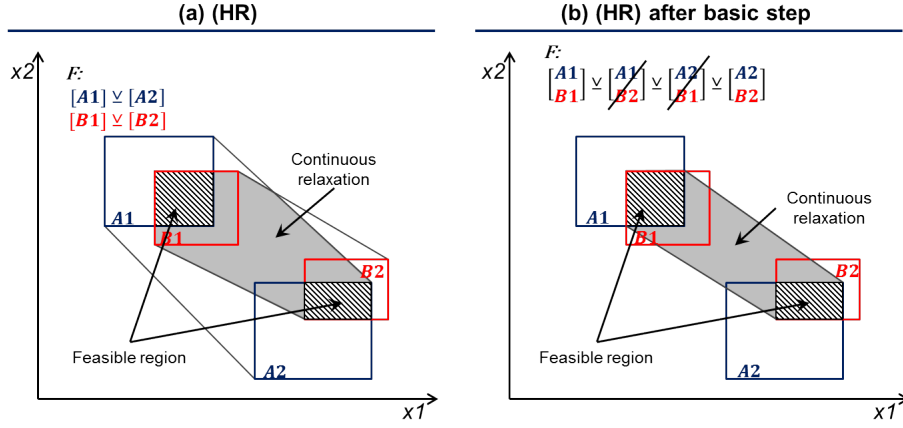 (a) (HR)
x2
F:
[A1] ⊻ [A2]
[B1] ⊻ [B2]
Continuous
relaxation
A1
B1
B2
Feasible region
A2
x1
(b) (HR) after basic step
x2
F:
[A1 B1] ⊻ [A1 B2] ⊻ [A2 B1] ⊻ [A2 B2]
Continuous
relaxation
A1
B1
B2
Feasible region
A2
x1